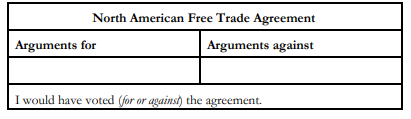 North American Free Trade Agreement
Arguments for
Arguments against
I would have voted (for or against) the agreement.